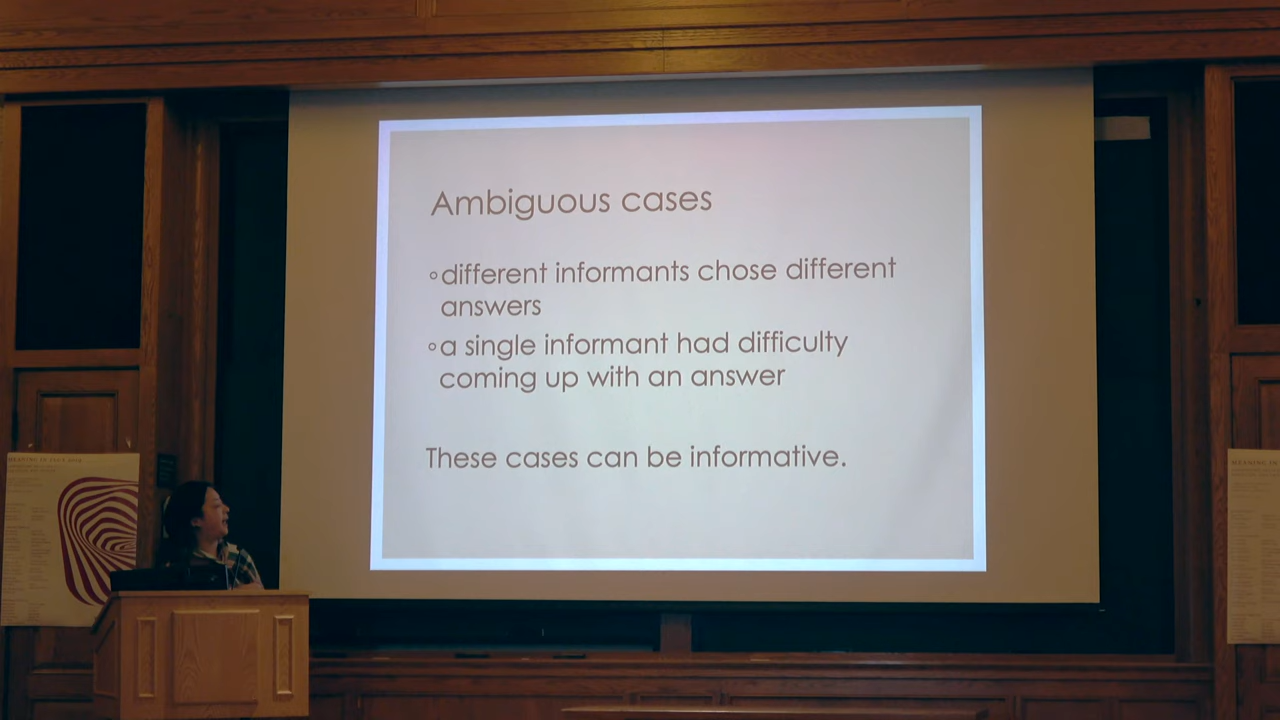 Ambiguous cases
◦different informants chose different
answers
◦a single informant had difficulty
coming up with an answer
These cases can be informative.